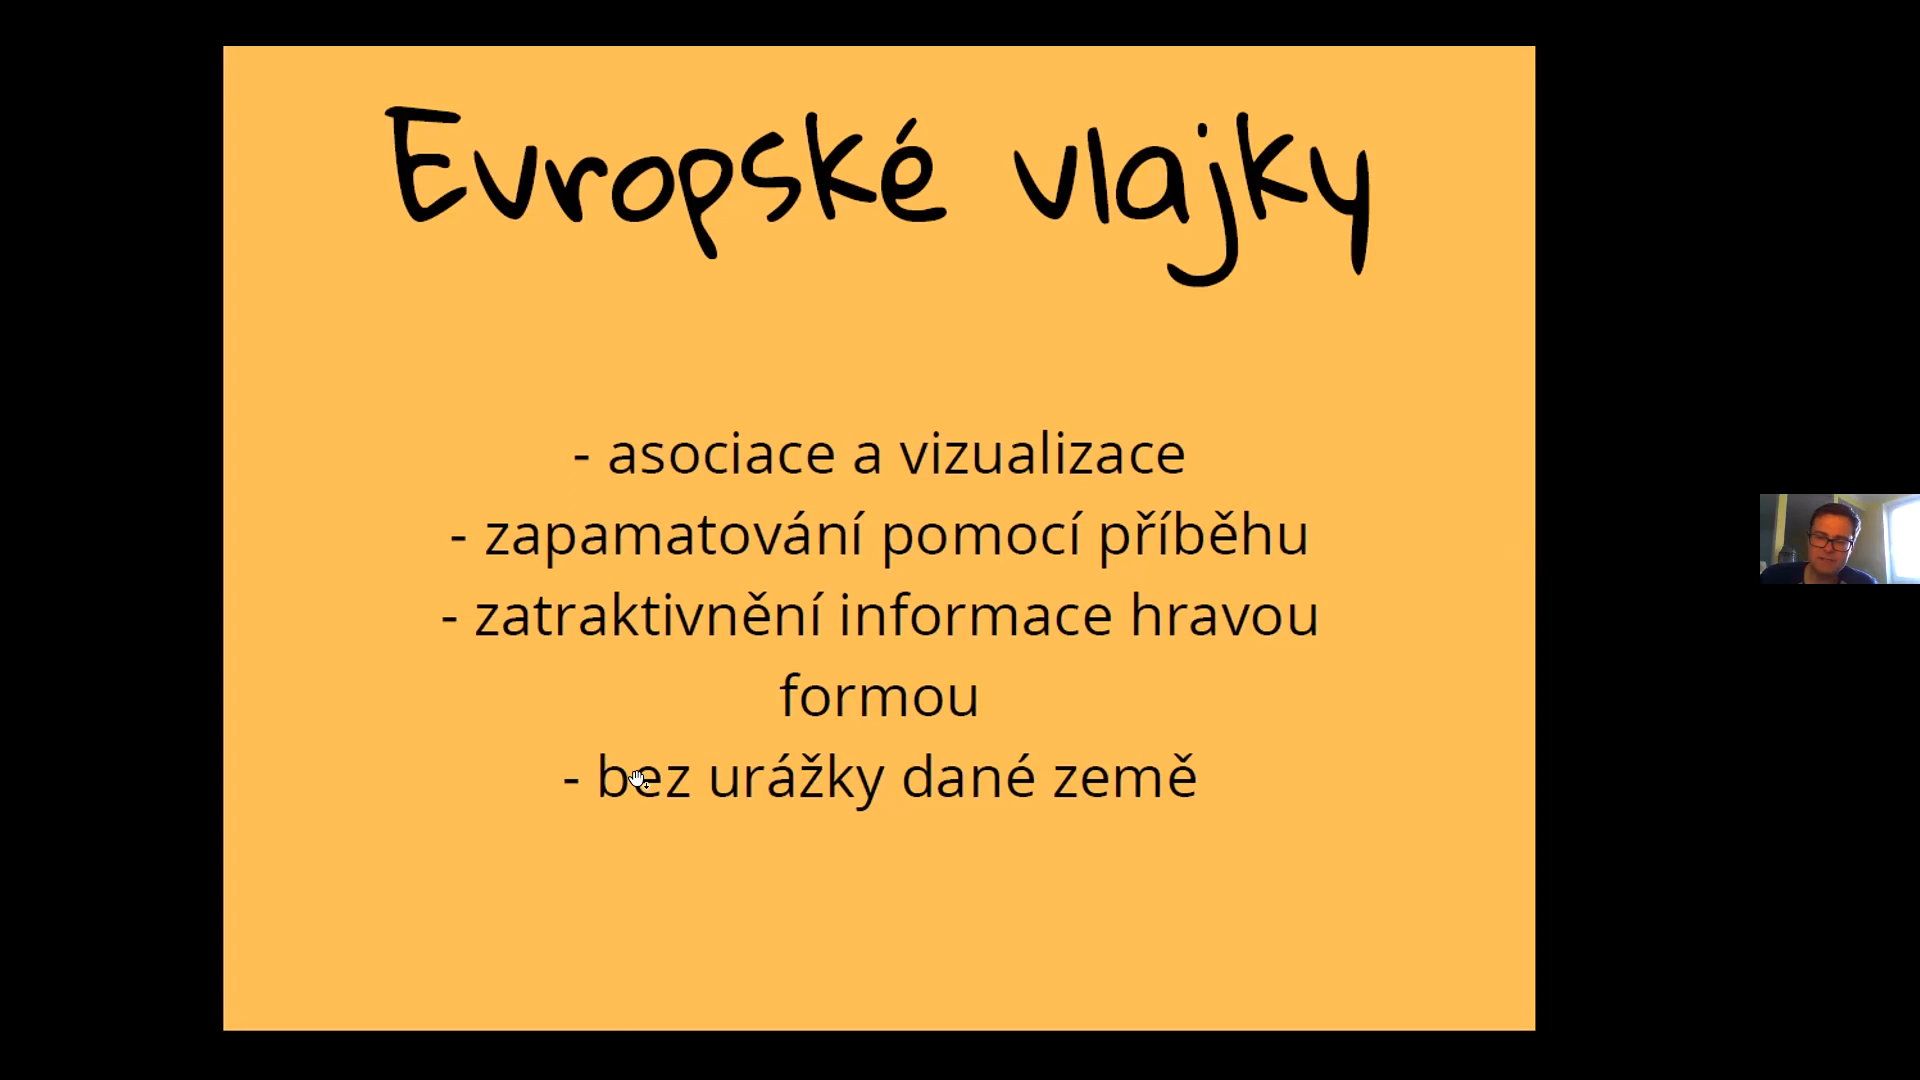 Evropské vlajky
- asociace a vizualizace
- zapamatování pomocí příběhu
- zatraktivnění informace hravou
formou
- bez urážky dané země